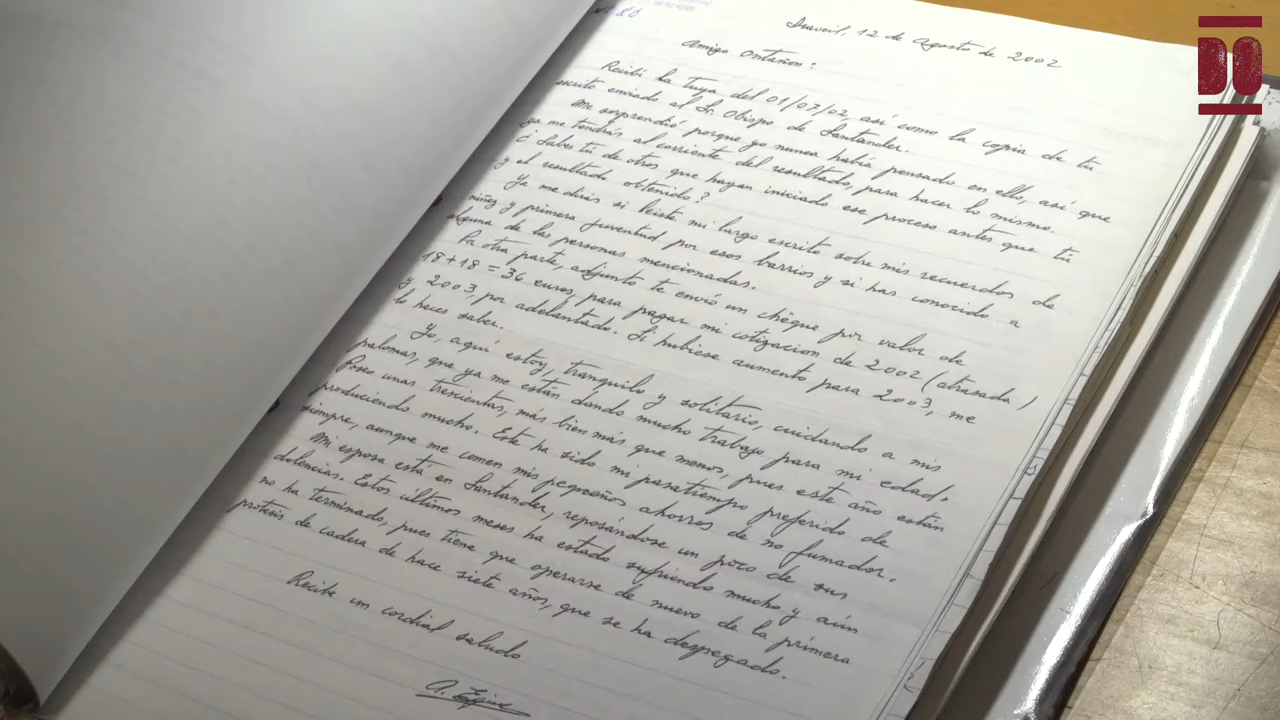 DO
Draveil, 12 de Agosto de 2002
Amigo Ontañon:
Recibí la tuya del 01/07/02, así como la copia de tu
escrito enviado al Sr. Obispo de Santander.
Me sorprendió porque yo nunca había pensado en ello, así que
ya me tendrás al corriente del resultado, para hacer lo mismo.
¿ Sabes tú de otros que hayan iniciado ese proceso antes que tú
y el resultado obtenido?
Ya me dirás si leiste mi largo escrito sobre mis recuerdos de
niñez y primera juventud por esos barrios y si has conocido a
alguna de las personas mencionadas.
Por otra parte, adjunto te envío un chèque por valor de
18+18 = 36 euros, para pagar mi cotización de 2002 (atrasada)
y 2003, por adelantado. Si hubiese aumento para 2003, me
lo haces saber.
Yo, aquí estoy, tranquilo y solitario, cuidando a mis
palomas, que ya me están dando mucho trabajo para mi edad.
Poseo unas trescientas, más bien más que menos, pues este año están
produciendo mucho. Este ha sido mi pasatiempo preferido de
siempre, aunque me comen mis pequeños ahorros de no fumador.
Mi esposa está en Santander, reposándose un poco de sus
dolencias. Estos ultimos meses ha estado sufriendo mucho y aún
no ha terminado, pues tiene que operarse de nuevo de la primera
prótesis de cadera de hace siete años, que se ha despegado.
Recibe un cordial saludo